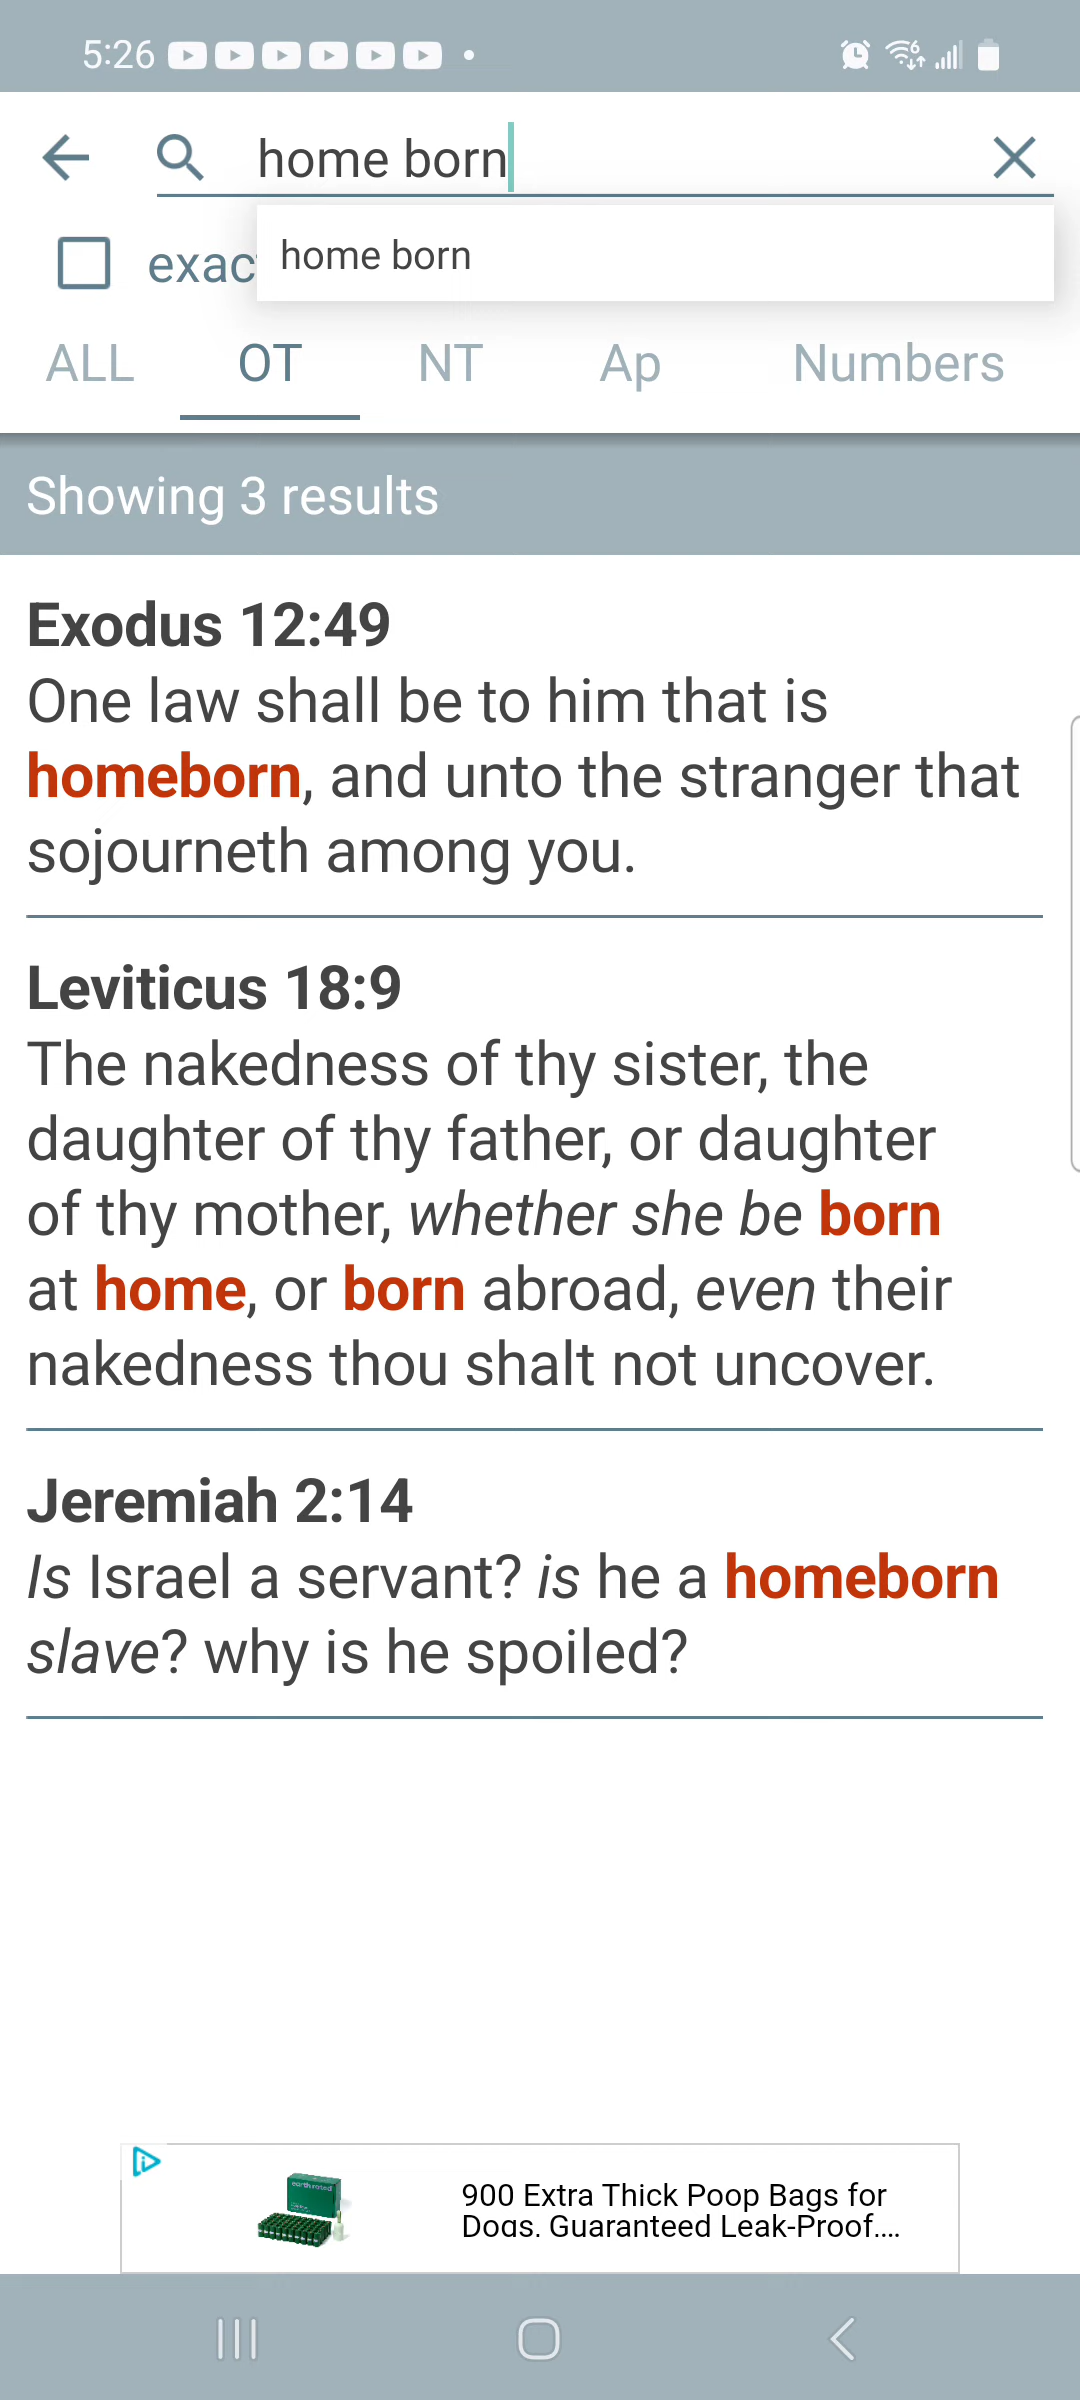 5:26
home born
exac
home born
ALL OT NT Ap Numbers
Showing 3 results
Exodus 12:49
One law shall be to him that is
homeborn, and unto the stranger that
sojourneth among you.
Leviticus 18:9
The nakedness of thy sister, the
daughter of thy father, or daughter
of thy mother, whether she be born
at home, or born abroad, even their
nakedness thou shalt not uncover.
Jeremiah 2:14
Is Israel a servant? is he a homeborn
slave? why is he spoiled?
earth rated
900 Extra Thick Poop Bags for
Dogs. Guaranteed Leak-Proof....